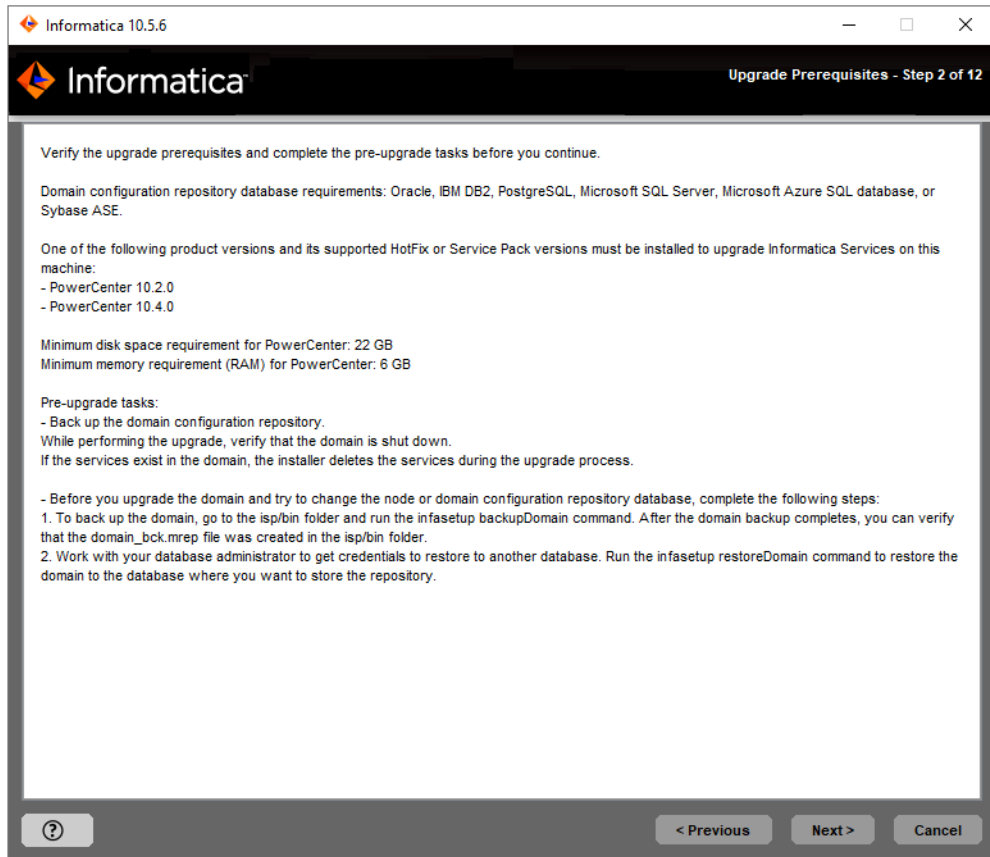 Informatica 10.5.6
Informatica
Upgrade Prerequisites - Step 2 of 12
Verify the upgrade prerequisites and complete the pre-upgrade tasks before you continue.
Domain configuration repository database requirements: Oracle, IBM DB2, PostgreSQL, Microsoft SQL Server, Microsoft Azure SQL database, or
Sybase ASE.
One of the following product versions and its supported HotFix or Service Pack versions must be installed to upgrade Informatica Services on this
machine:
- PowerCenter 10.2.0
- PowerCenter 10.4.0
Minimum disk space requirement for PowerCenter: 22 GB
Minimum memory requirement (RAM) for PowerCenter: 6 GB
Pre-upgrade tasks:
- Back up the domain configuration repository.
While performing the upgrade, verify that the domain is shut down.
If the services exist in the domain, the installer deletes the services during the upgrade process.
- Before you upgrade the domain and try to change the node or domain configuration repository database, complete the following steps:
1. To back up the domain, go to the isp/bin folder and run the infasetup backupDomain command. After the domain backup completes, you can verify
that the domain_bck.mrep file was created in the isp/bin folder.
2. Work with your database administrator to get credentials to restore to another database. Run the infasetup restoreDomain command to restore the
domain to the database where you want to store the repository.
?
< Previous
Next >
Cancel